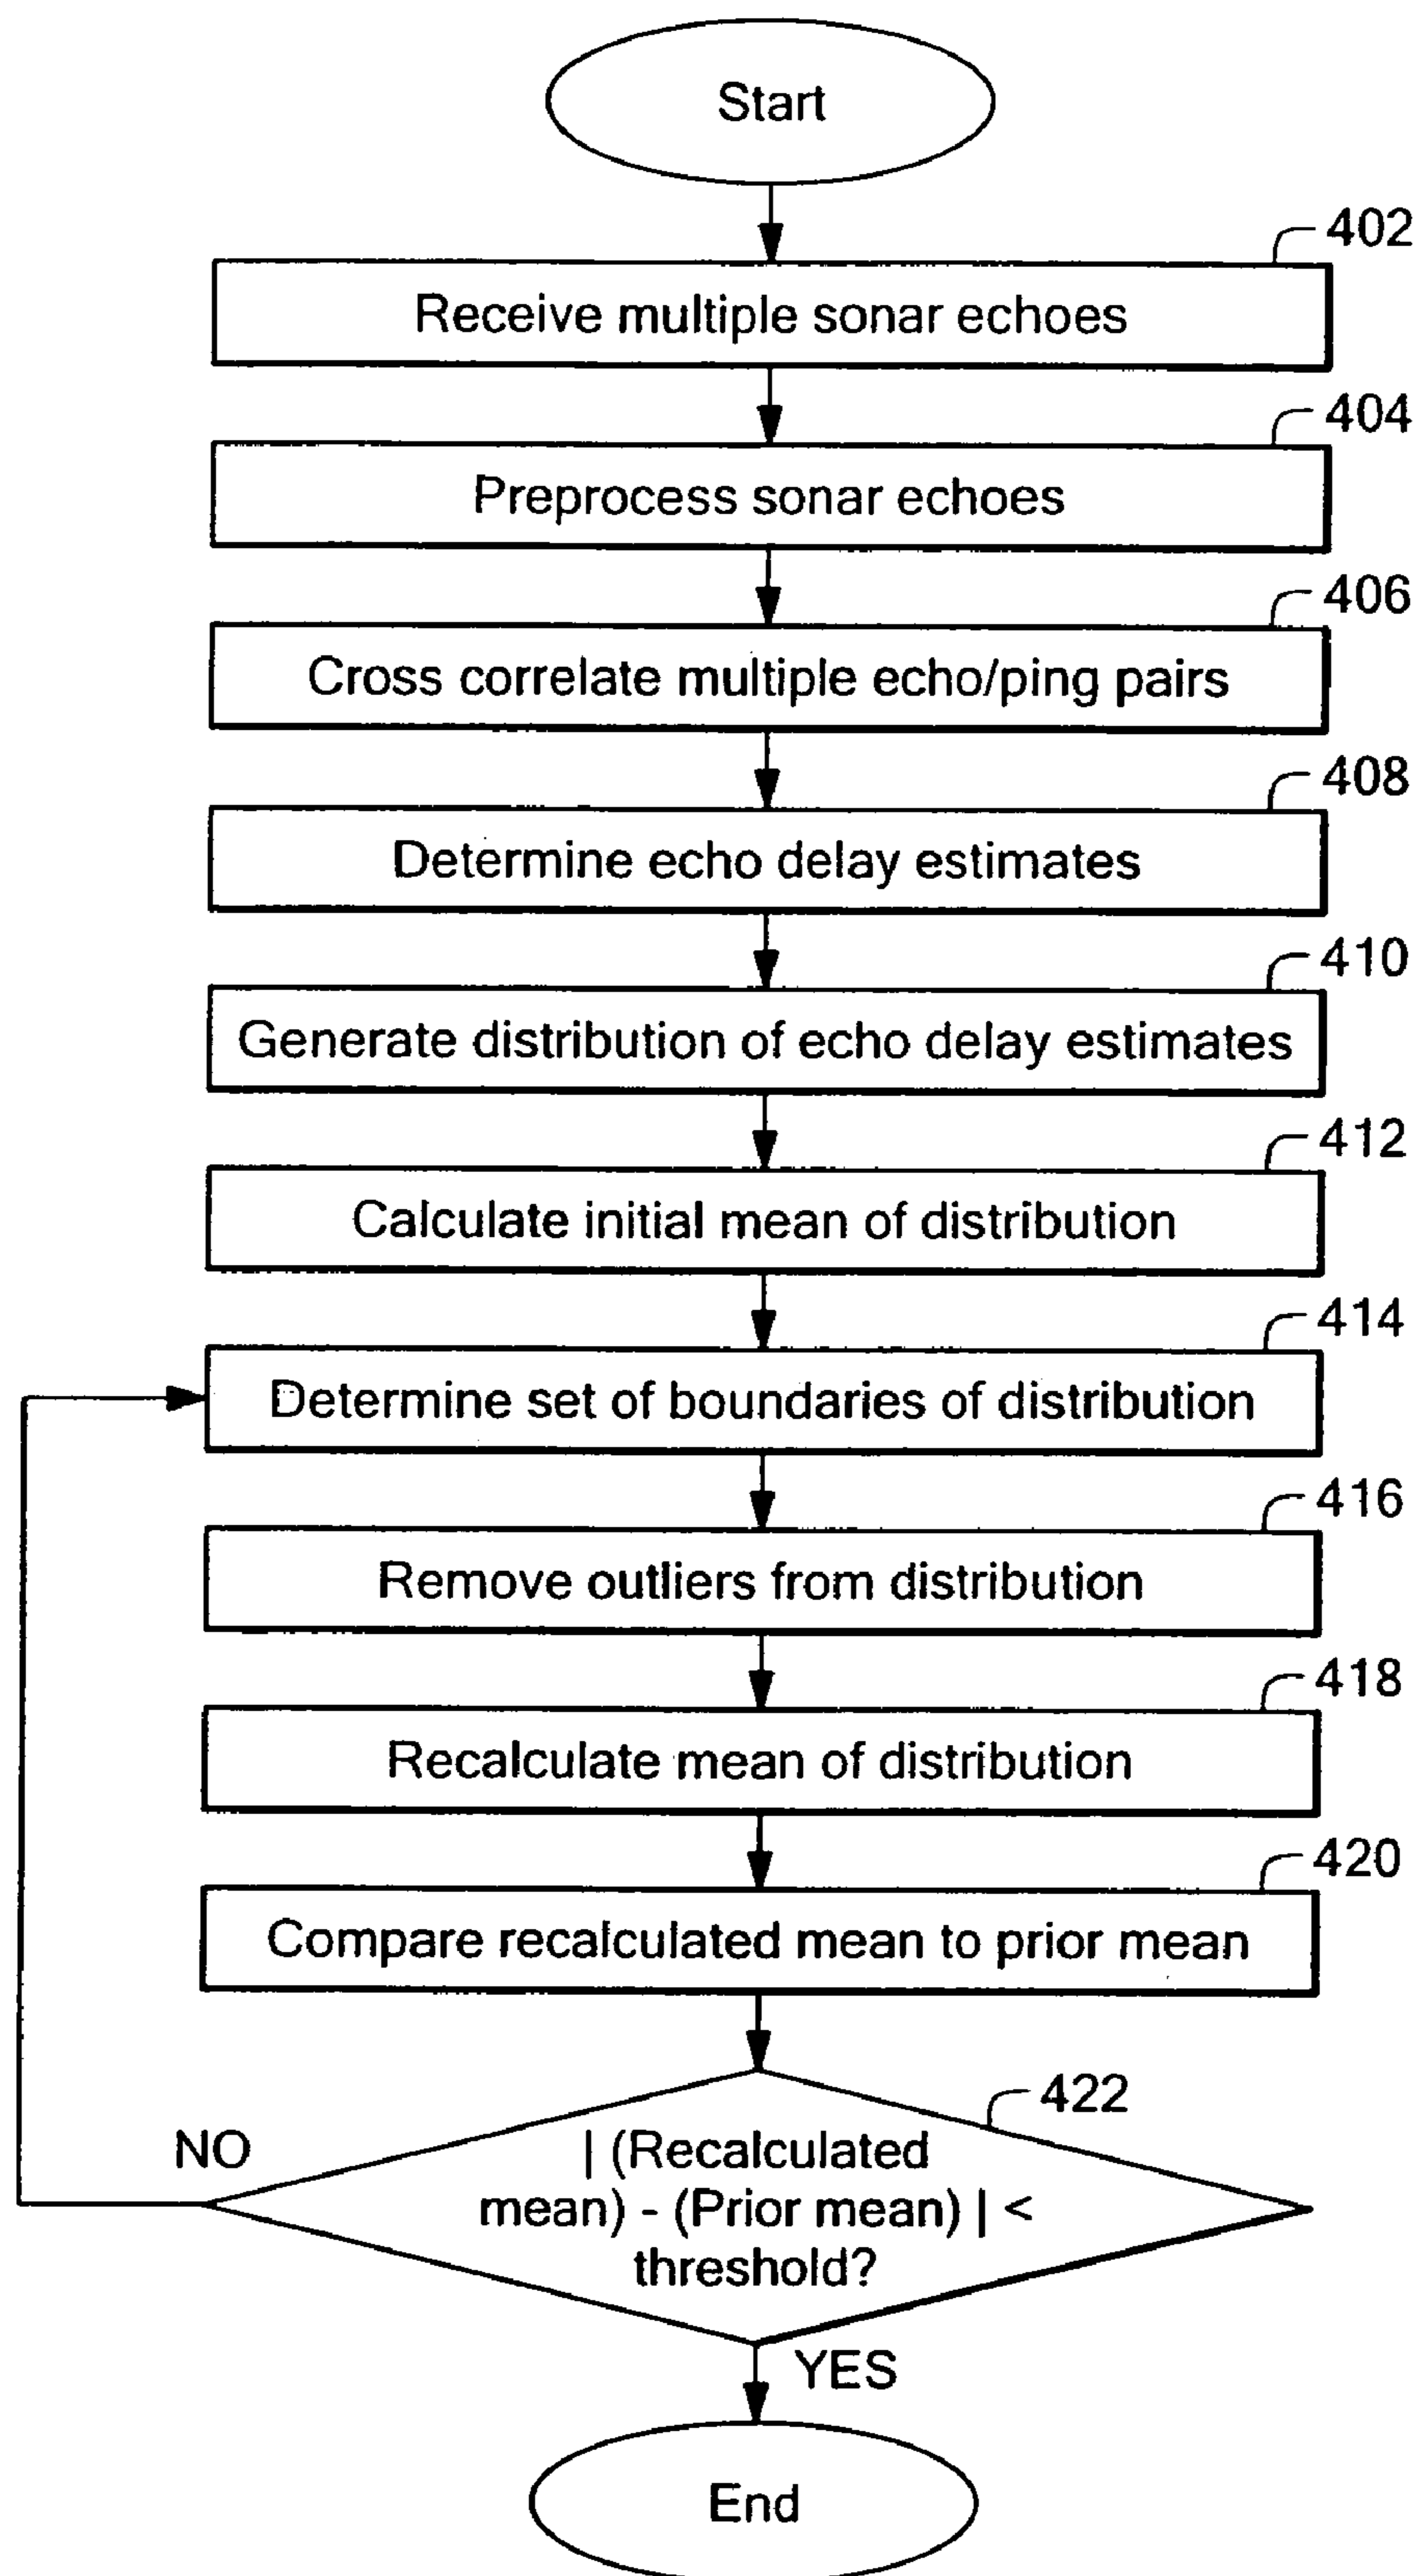 Start
402
Receive multiple sonar echoes
404
Preprocess sonar echoes
406
Cross correlate multiple echo/ping pairs
408
Determine echo delay estimates
410
Generate distribution of echo delay estimates
412
Calculate initial mean of distribution
414
Determine set of boundaries of distribution
416
Remove outliers from distribution
418
Recalculate mean of distribution
420
Compare recalculated mean to prior mean
422
NO
| (Recalculated
mean) - (Prior mean) | <
threshold?
YES
End